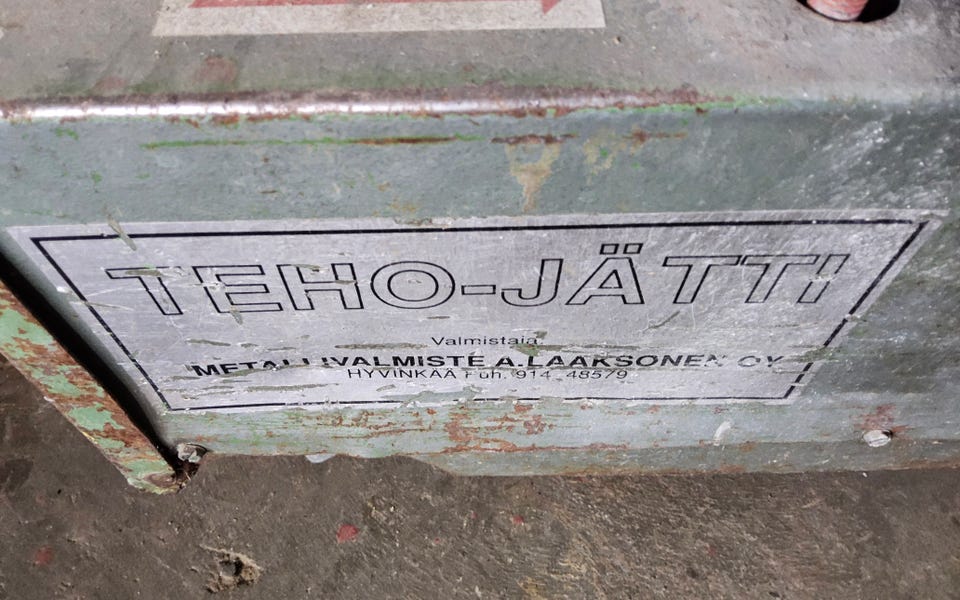 TEHO-JÄTTI
Valmistaja:
METALLIVALMISTE A.LAAKSONEN OY
HYVINKÄÄ Puh. 914-48579